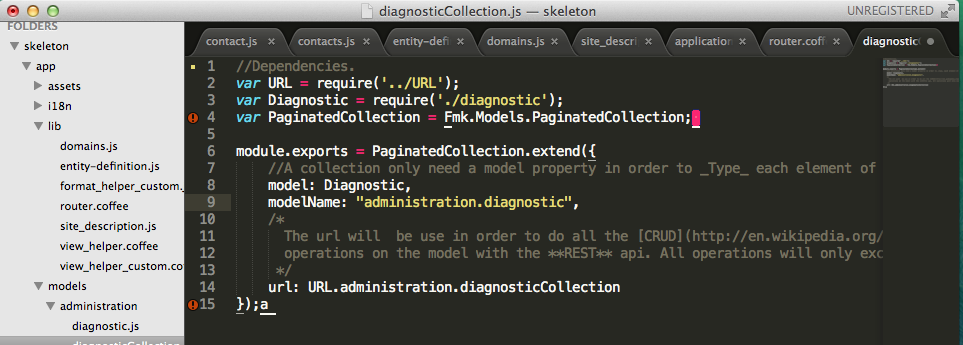 diagnosticCollection.js — skeleton
UNREGISTERED
FOLDERS
skeleton
app
assets
i18n
lib
domains.js
entity-definition.js
format_helper_custom.
router.coffee
site_description.js
view_helper.coffee
view_helper_custom.co
models
administration
diagnostic.js
diagnosticCollection
contact.js × contacts.js × entity-defi × domains.js × site_descri × application × router.coff × diagnostic
1 //Dependencies.
2 var URL = require('../URL');
3 var Diagnostic = require('./diagnostic');
4 var PaginatedCollection = Fmk.Models.PaginatedCollection;
5
6 module.exports = PaginatedCollection.extend({
7 //A collection only need a model property in order to _Type_ each element of
8 model: Diagnostic,
9 modelName: "administration.diagnostic",
10 /*
11 The url will  be use in order to do all the [CRUD](http://en.wikipedia.org/
12 operations on the model with the **REST** api. All operations will only exc
13 */
14 url: URL.administration.diagnosticCollection
15 });a